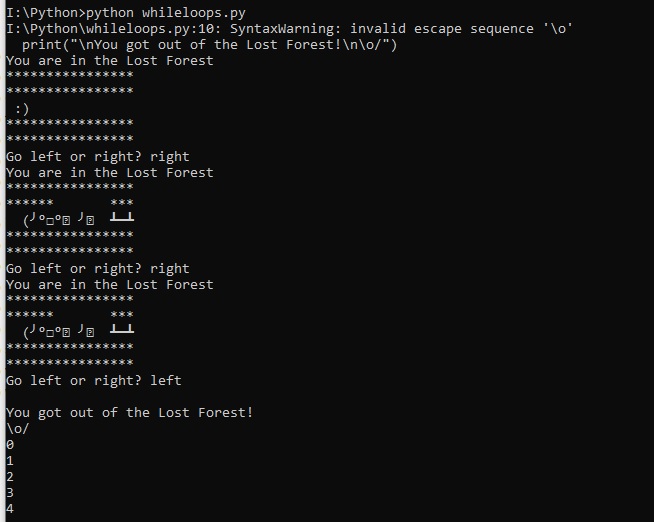 I:\Python>python whileloops.py
I:\Python\whileloops.py:10: SyntaxWarning: invalid escape sequence '\o'
  print("\nYou got out of the Lost Forest!\n\o/")
You are in the Lost Forest
****************
****************
 :)
****************
****************
Go left or right? right
You are in the Lost Forest
****************
******       ***
  (╯°□°⍰ ╯⍰  ┻━┻
****************
****************
Go left or right? right
You are in the Lost Forest
****************
******       ***
  (╯°□°⍰ ╯⍰  ┻━┻
****************
****************
Go left or right? left

You got out of the Lost Forest!
\o/
0
1
2
3
4